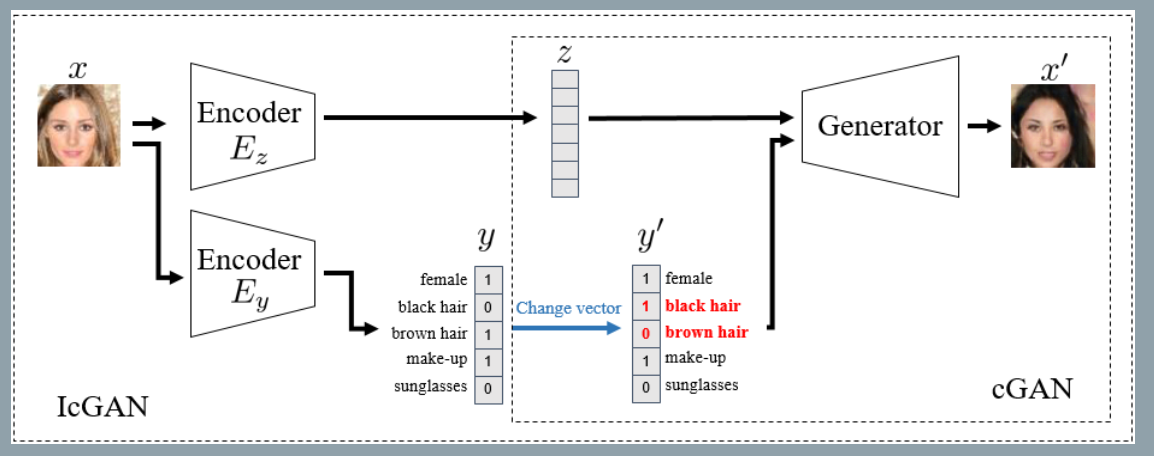 x
z
x′
Encoder
E_z
Generator
Encoder
E_y
y
y′
female 1
black hair 0
brown hair 1
make-up 1
sunglasses 0
Change vector
1 female
1 black hair
0 brown hair
1 make-up
0 sunglasses
IcGAN
cGAN